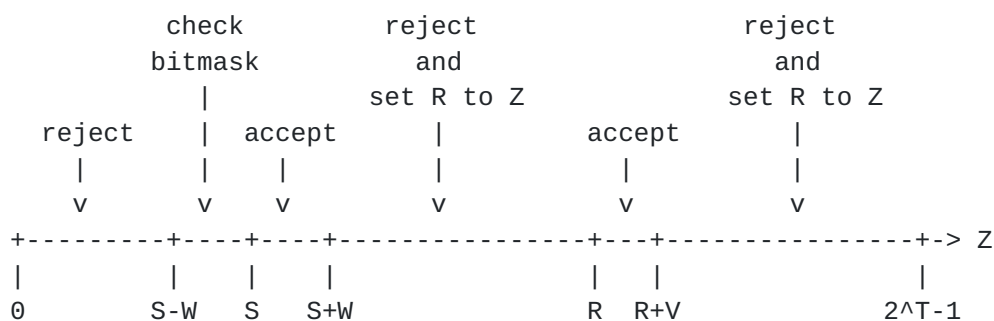 check reject reject
bitmask and and
| set R to Z set R to Z
reject | accept | accept |
| | | | | |
v v v v v v
+---------+----+----+----------------+---+----------------+-> Z
| | | | | | |
0 S-W S S+W R R+V 2^T-1